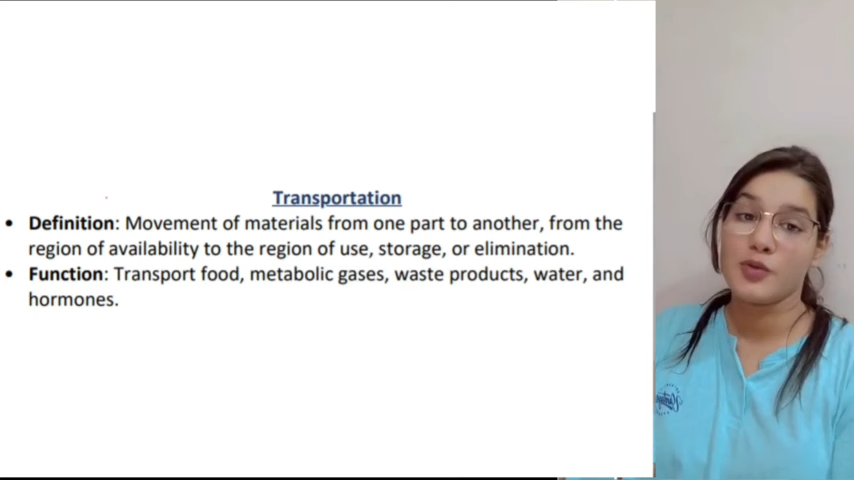 Transportation
• Definition: Movement of materials from one part to another, from the
region of availability to the region of use, storage, or elimination.
• Function: Transport food, metabolic gases, waste products, water, and
hormones.